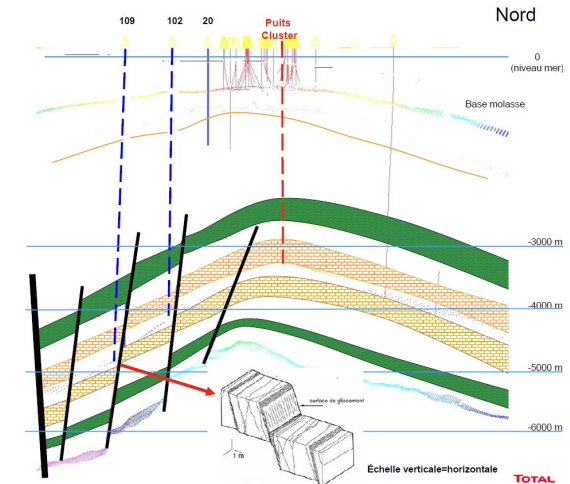 Nord
109
102
20
Puits
Cluster
0
(niveau mer)
Base molasse
-3000 m
-4000 m
-5000 m
-6000 m
surface de glissement
1 m
Échelle verticale=horizontale
TOTAL